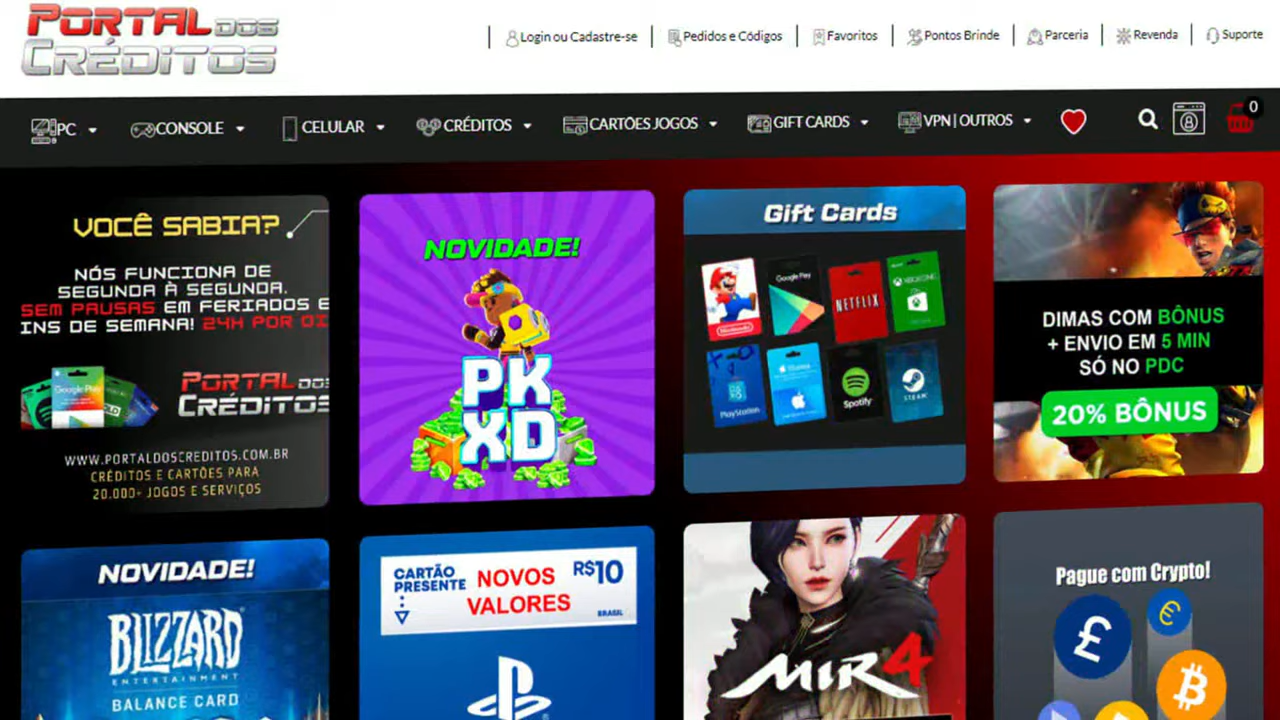 PORTAL DOS
CRÉDITOS
Login ou Cadastre-se
Pedidos e Códigos
Favoritos
Pontos Brinde
Parceria
Revenda
Suporte
PC
CONSOLE
CELULAR
CRÉDITOS
CARTÕES JOGOS
GIFT CARDS
VPN | OUTROS
0
VOCÊ SABIA?
NÓS FUNCIONA DE
SEGUNDA À SEGUNDA.
SEM PAUSAS EM FERIADOS E
INS DE SEMANA! 24H POR DI
Google Play
PORTAL DOS
CRÉDITOS
WWW.PORTALDOSCREDITOS.COM.BR
CRÉDITOS E CARTÕES PARA
20.000+ JOGOS E SERVIÇOS
NOVIDADE!
PK
XD
Gift Cards
Nintendo
Google Play
NETFLIX
XBOX ONE
PlayStation
iTunes
Spotify
STEAM
DIMAS COM BÔNUS
+ ENVIO EM 5 MIN
SÓ NO PDC
20% BÔNUS
NOVIDADE!
BLIZZARD
ENTERTAINMENT
BALANCE CARD
CARTÃO
PRESENTE
NOVOS
VALORES
R$10
BRASIL
MIR4
Pague com Crypto!